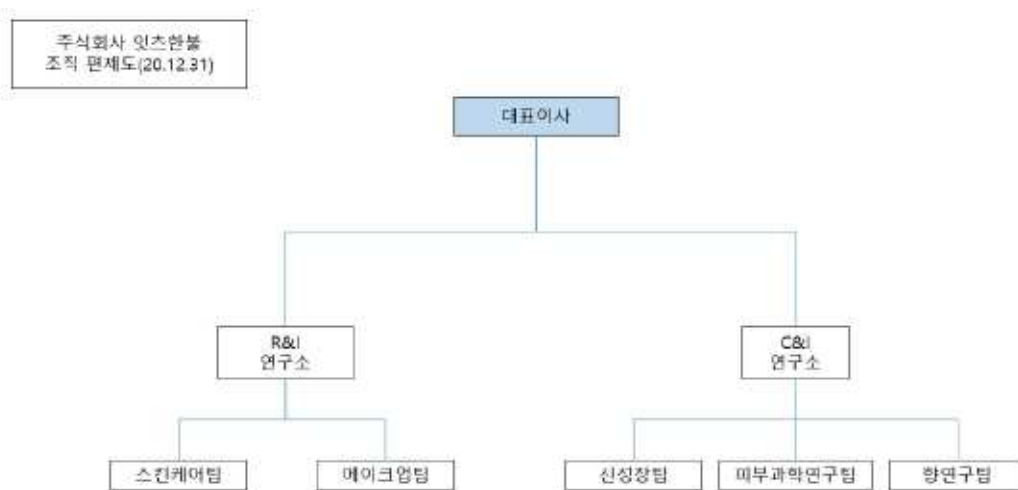 주식회사 잇츠한불
조직 편제도(20.12.31)
대표이사
R&I
연구소
C&I
연구소
스킨케어팀
메이크업팀
신성장팀
피부과학연구팀
향연구팀